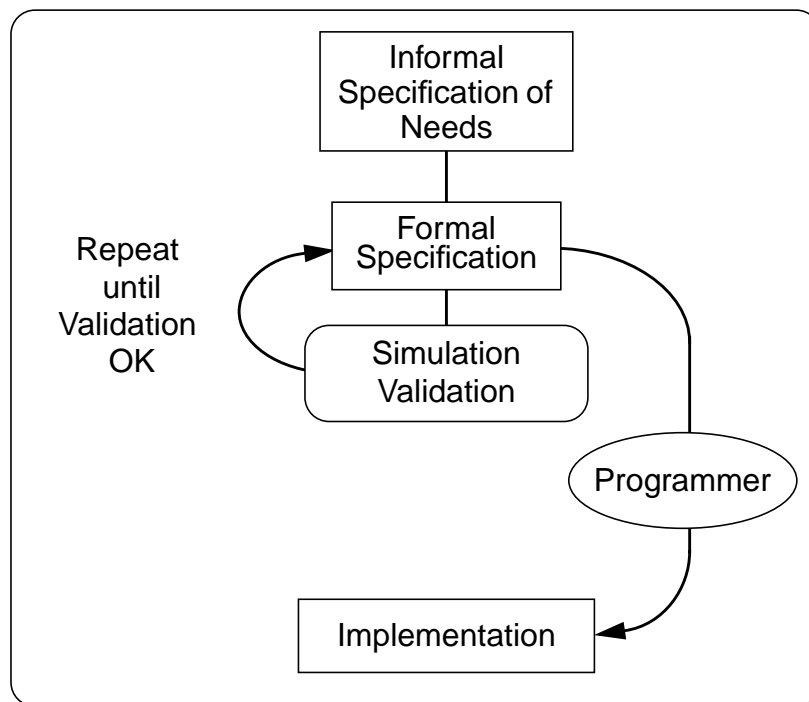 Informal
Specification of
Needs
Formal
Specification
Repeat
until
Validation
OK
Simulation
Validation
Programmer
Implementation